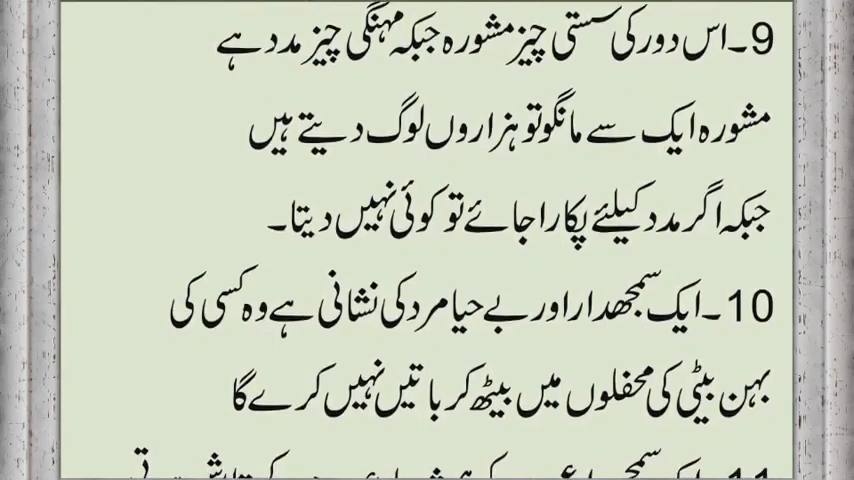 9۔اس دور کی سستی چیز مشورہ جبکہ مہنگی چیز مدد ہے
مشورہ ایک سے مانگو تو ہزاروں لوگ دیتے ہیں
جبکہ اگر مدد کیلئے پکارا جائے تو کوئی نہیں دیتا۔
10۔ایک سمجھدار اور بے حیا مرد کی نشانی ہے وہ کسی کی
بہن بیٹی کی محفلوں میں بیٹھ کر باتیں نہیں کرے گا